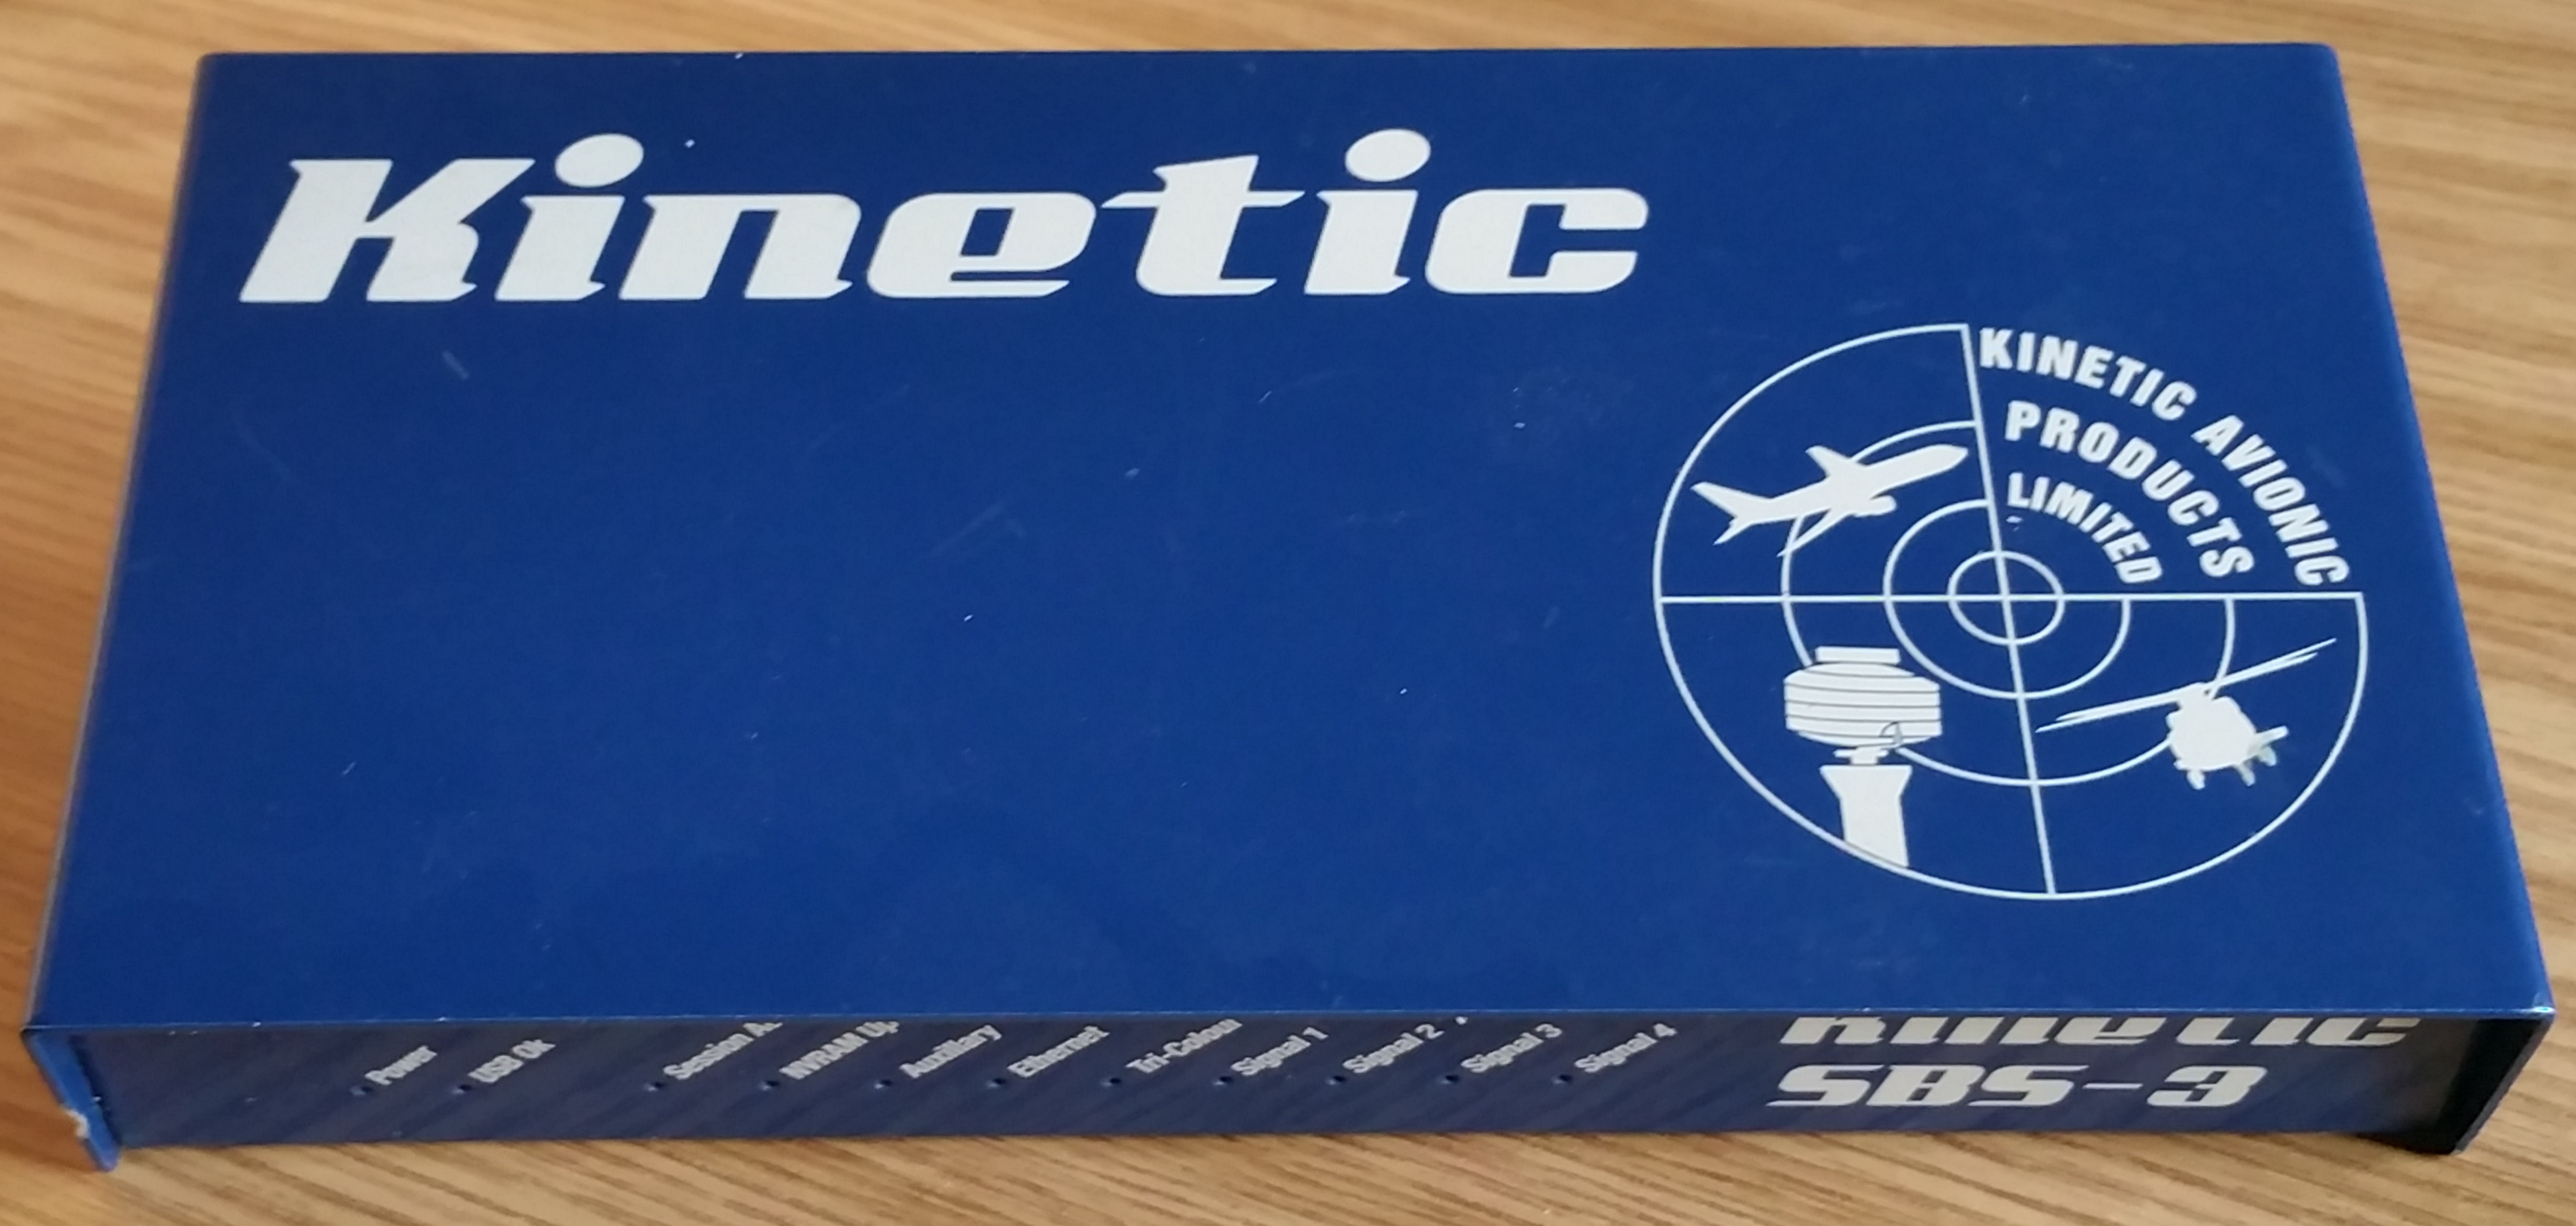 Kinetic
KINETIC AVIONIC
PRODUCTS
LIMITED
Power
USB Ok
Session
NVRAM
Auxiliary
Ethernet
Tri-Colour
Signal 1
Signal 2
Signal 3
Signal 4
Kinetic
SBS-3